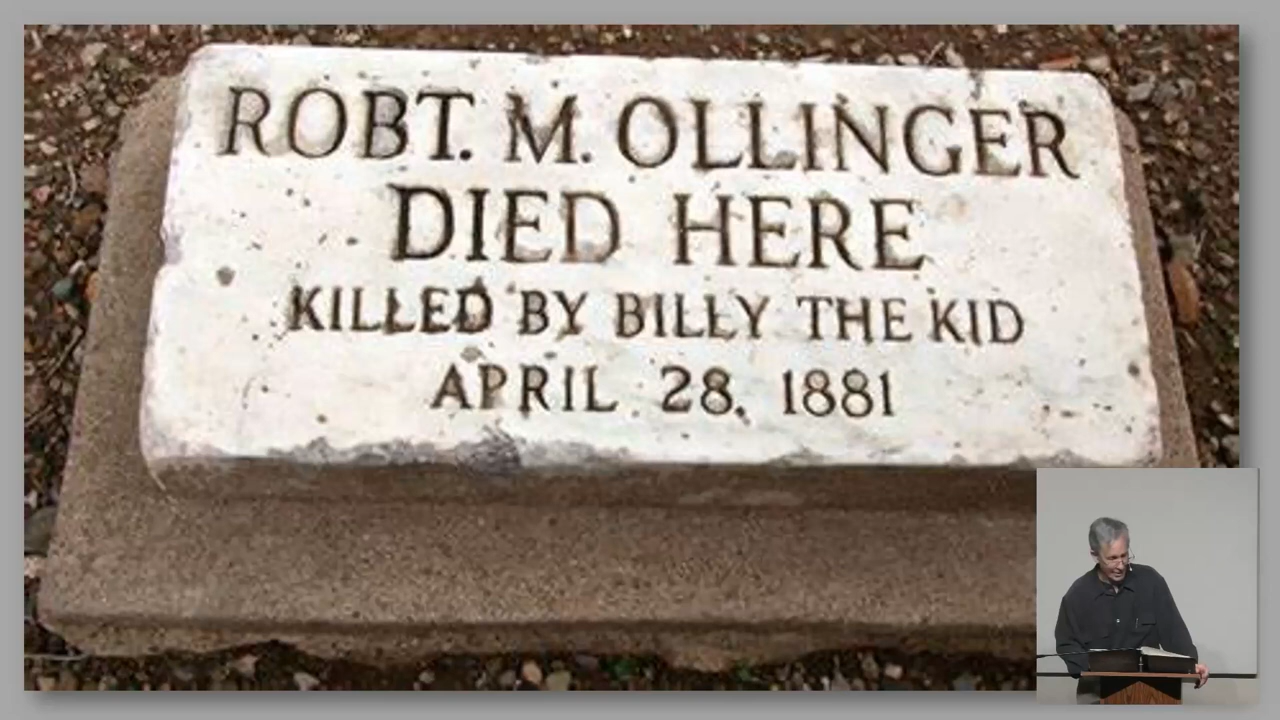 ROBT. M. OLLINGER
DIED HERE
KILLED BY BILLY THE KID
APRIL 28, 1881